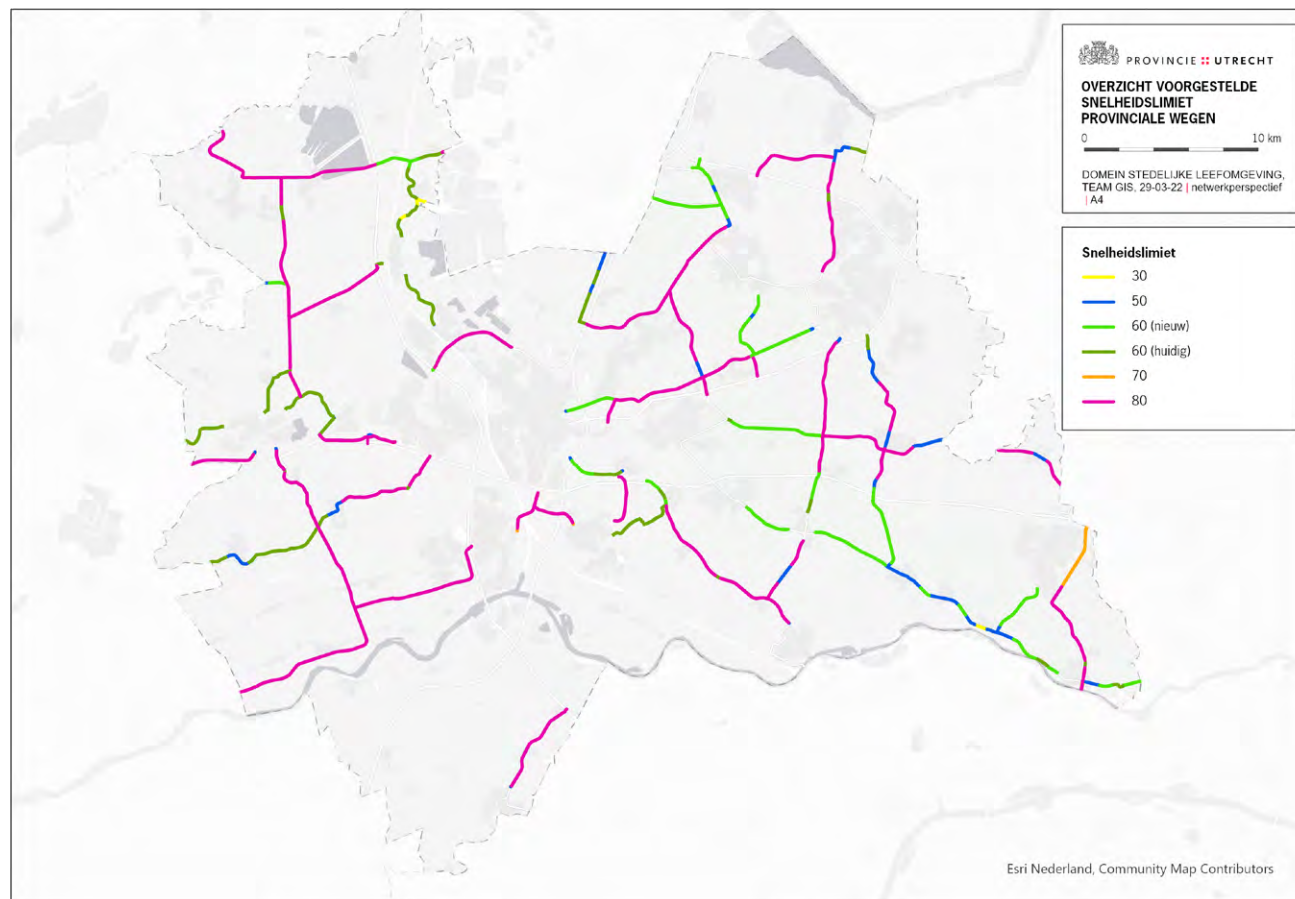 PROVINCIE UTRECHT
OVERZICHT VOORGESTELDE
SNELHEIDSLIMIET
PROVINCIALE WEGEN
0 10 km
DOMEIN STEDELIJKE LEEFOMGEVING,
TEAM GIS, 29-03-22 | netwerkperspectief
| A4
Snelheidslimiet
30
50
60 (nieuw)
60 (huidig)
70
80
Esri Nederland, Community Map Contributors